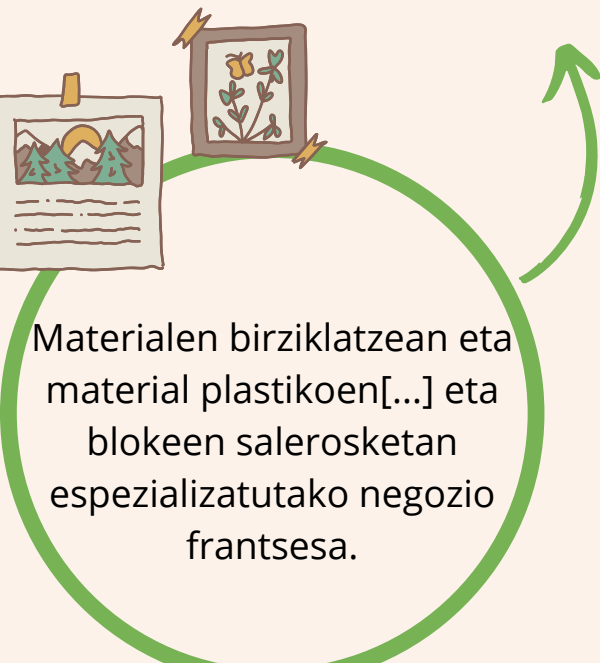 Materialen birziklatzean eta
material plastikoen[...] eta
blokeen salerosketan
espezializatutako negozio
frantsesa.